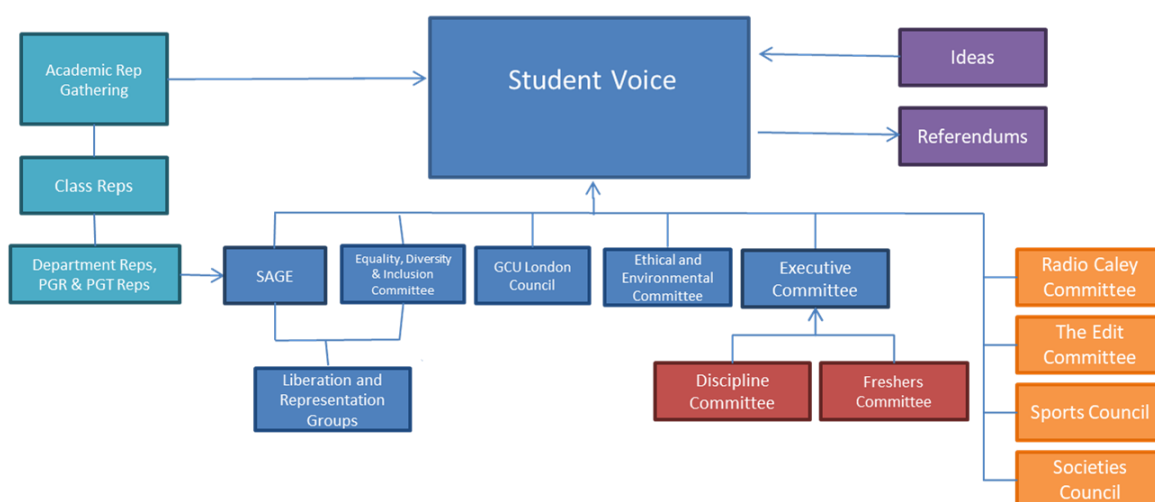 Academic Rep
Gathering
Student Voice
Ideas
Referendums
Class Reps
Department Reps,
PGR & PGT Reps
SAGE
Equality, Diversity
& Inclusion
Committee
GCU London
Council
Ethical and
Environmental
Committee
Executive
Committee
Radio Caley
Committee
The Edit
Committee
Liberation and
Representation
Groups
Discipline
Committee
Freshers
Committee
Sports Council
Societies
Council